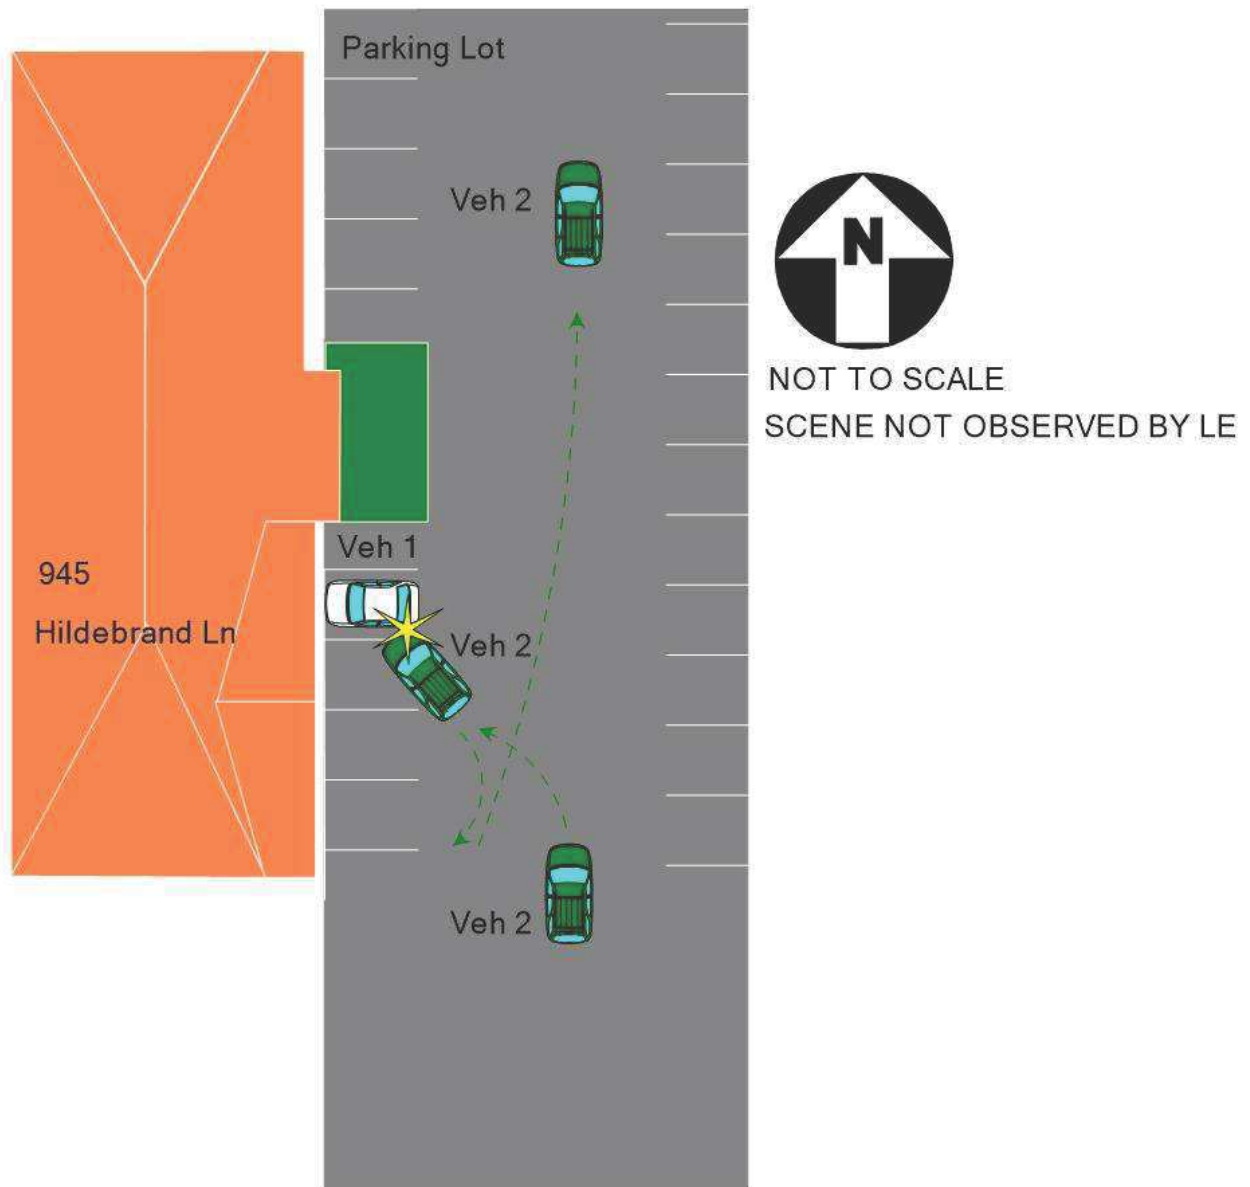 Parking Lot
Veh 2
N
NOT TO SCALE
SCENE NOT OBSERVED BY LE
Veh 1
945
Hildebrand Ln
Veh 2
Veh 2